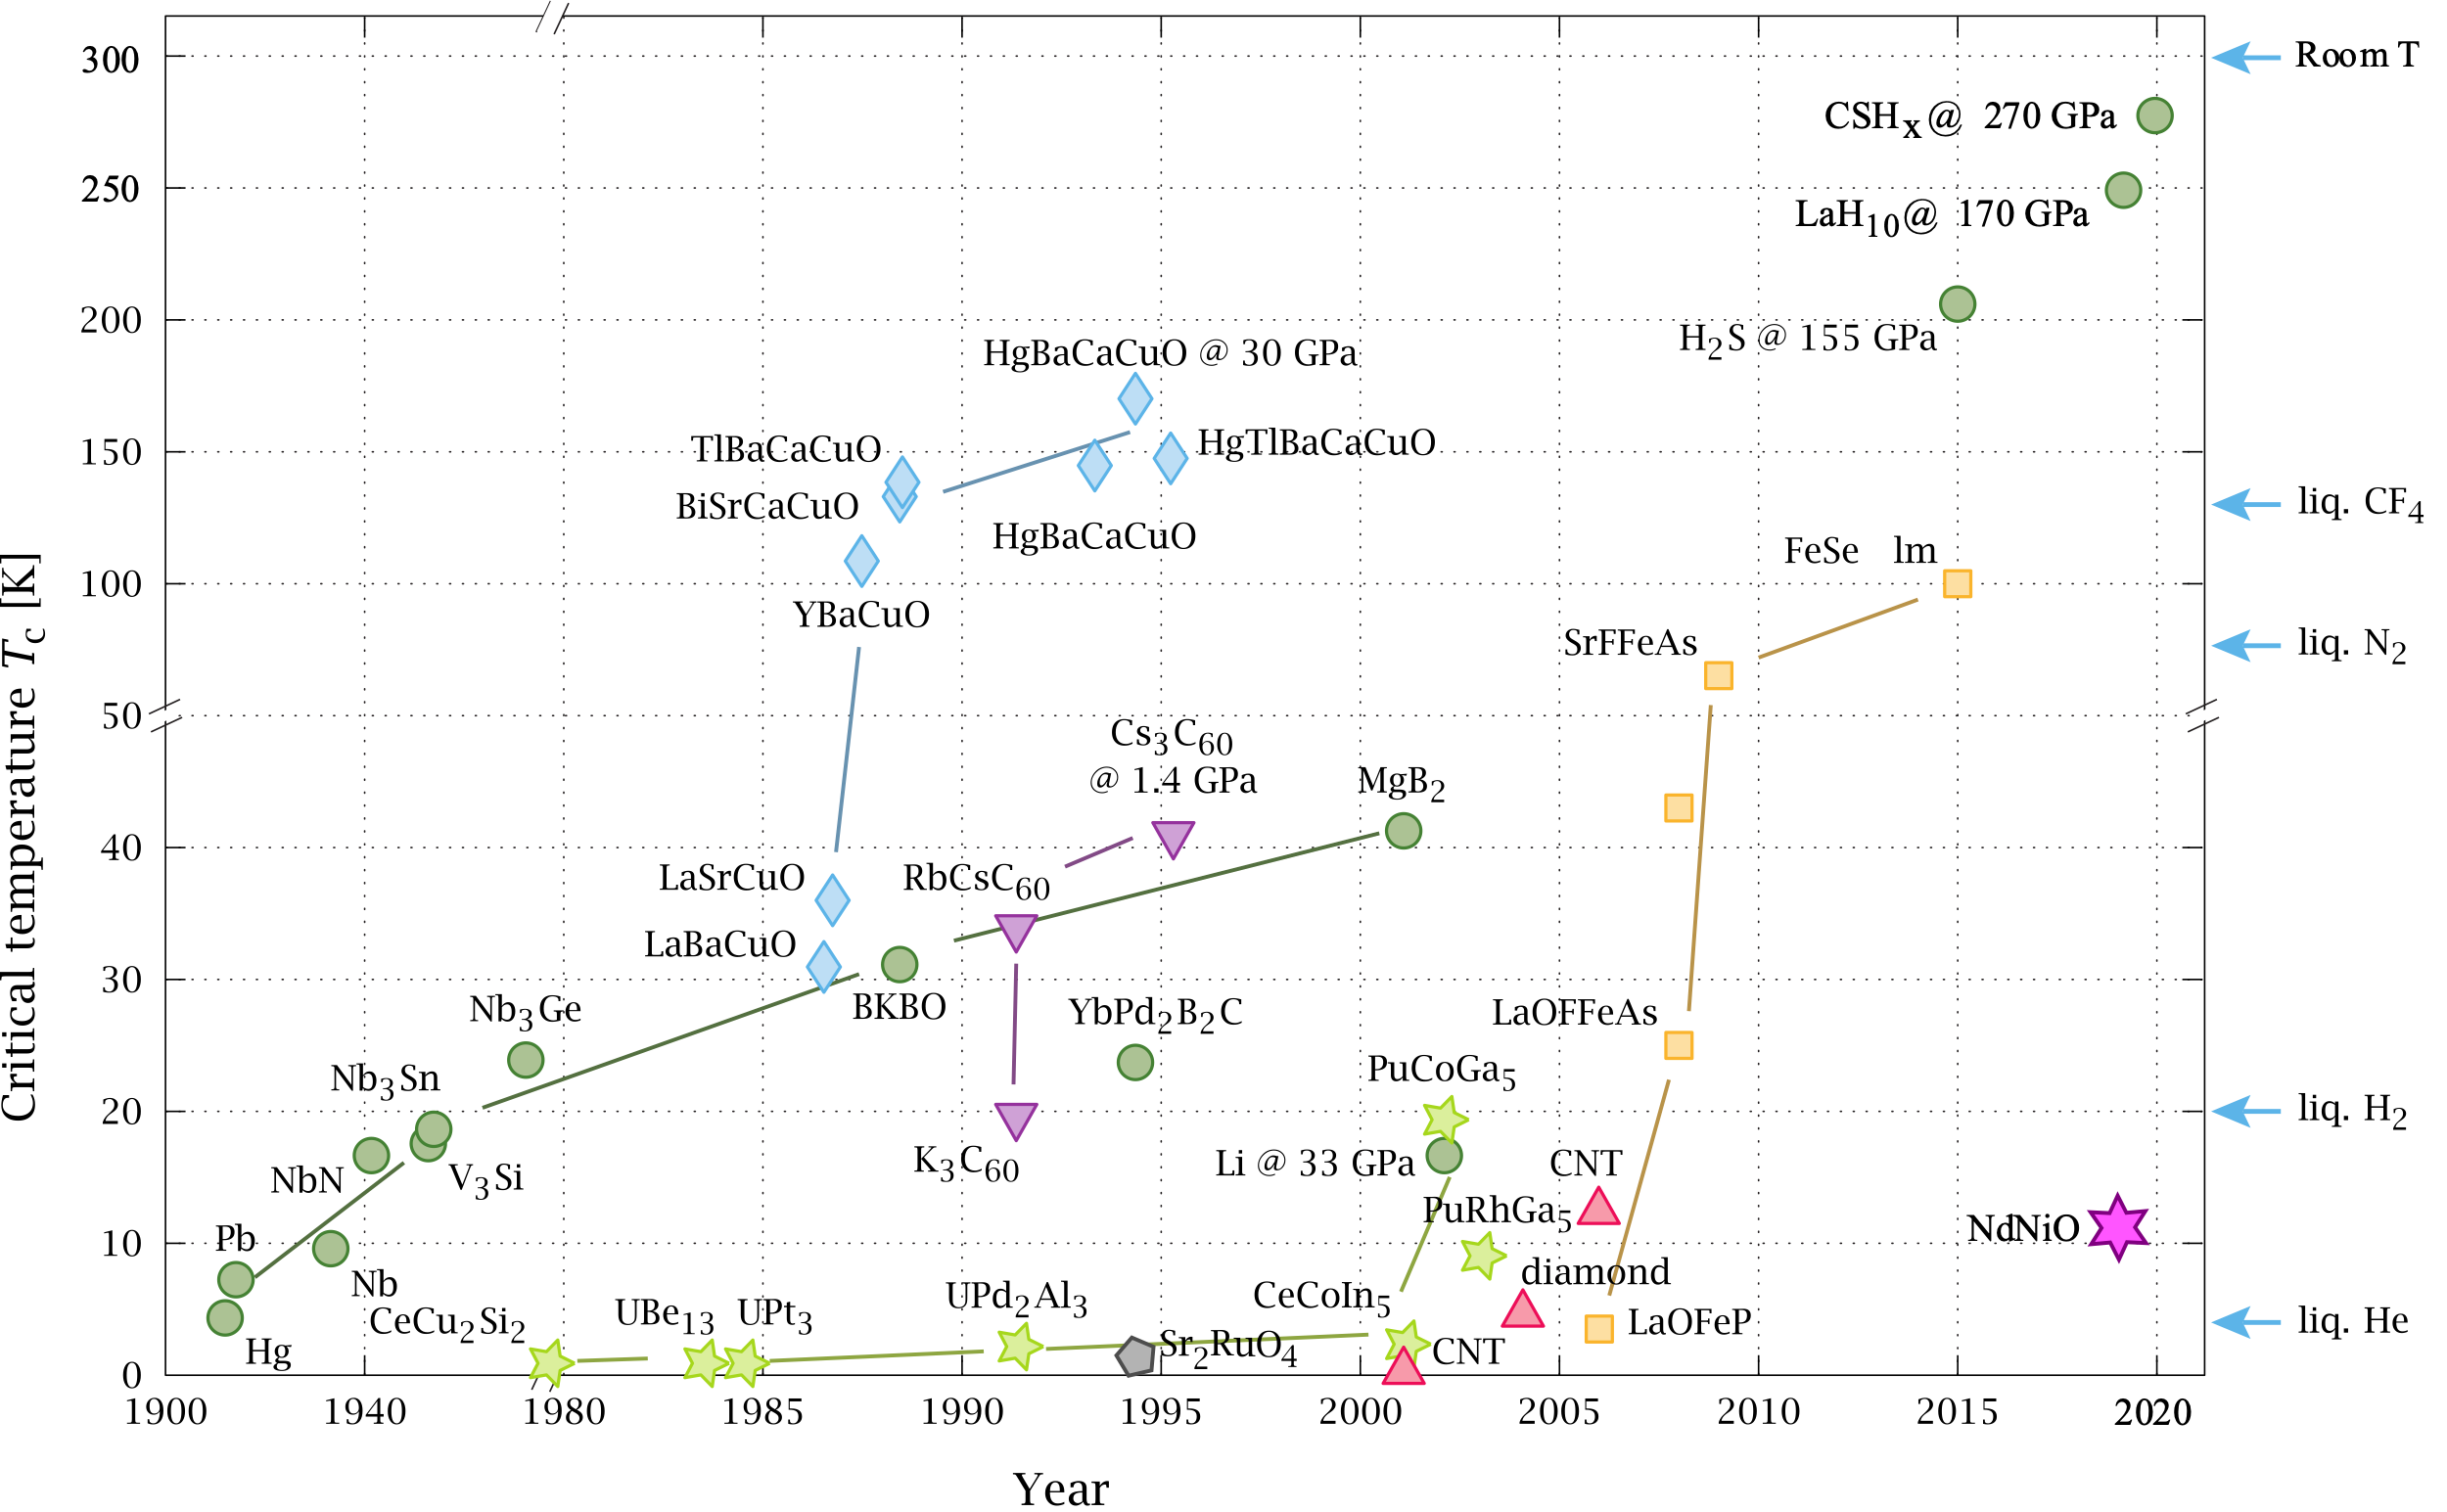 300
Room T
CSHx@ 270 GPa
250
LaH10@ 170 GPa
200
H2S @ 155 GPa
HgBaCaCuO @ 30 GPa
150
TlBaCaCuO
HgTlBaCaCuO
BiSrCaCuO
liq. CF4
HgBaCaCuO
FeSe lm
100
YBaCuO
SrFFeAs
liq. N2
50
Cs3C60
@ 1.4 GPa
MgB2
40
LaSrCuO
RbCsC60
LaBaCuO
30
Nb3Ge
BKBO
YbPd2B2C
LaOFFeAs
Nb3Sn
PuCoGa5
20
liq. H2
NbN
V3Si
K3C60
Li @ 33 GPa
CNT
PuRhGa5
Pb
10
NdNiO
Nb
diamond
CeCu2Si2
UBe13
UPt3
UPd2Al3
CeCoIn5
LaOFeP
liq. He
Hg
Sr2RuO4
CNT
0
1900
1940
1980
1985
1990
1995
2000
2005
2010
2015
2020
Year
Critical temperature Tc [K]